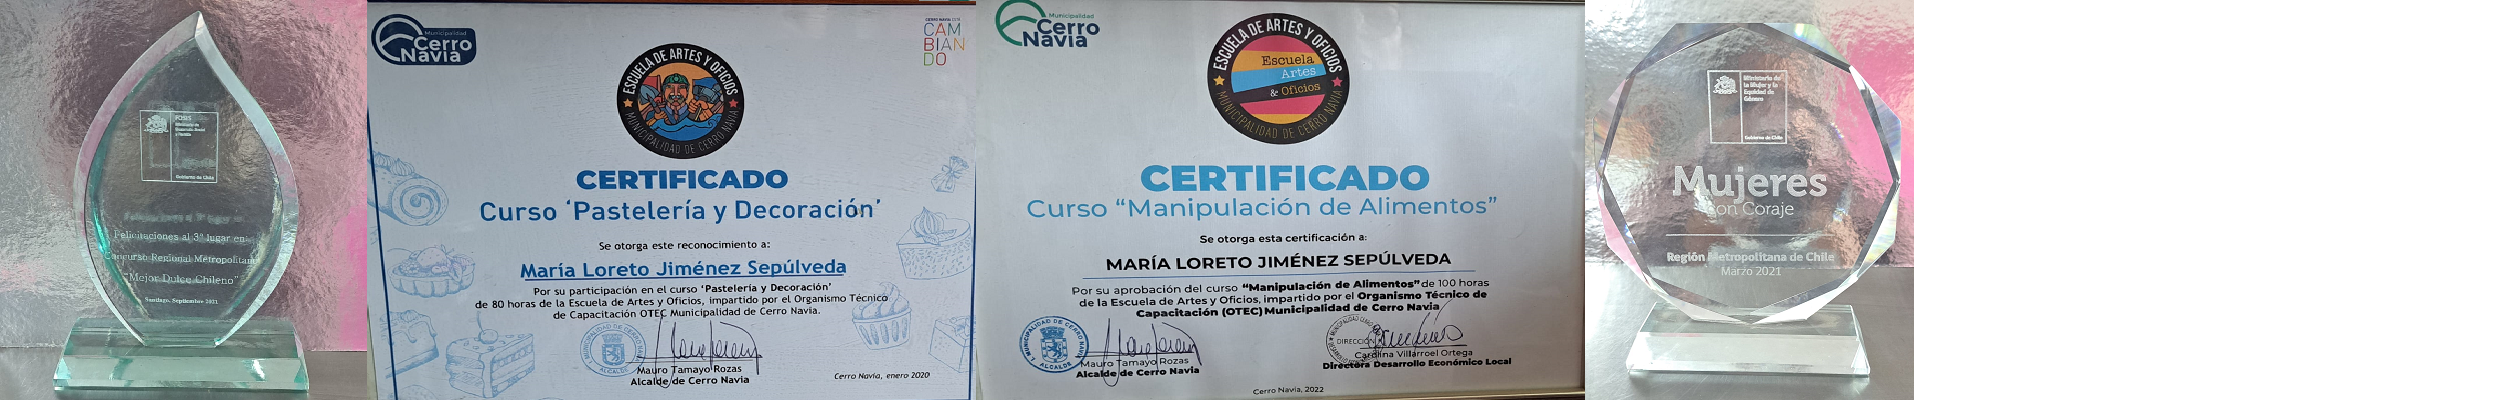 FOSIS
Ministerio de
Desarrollo Social
y Familia
Gobierno de Chile
Felicitaciones al 3° lugar en:
Concurso Regional Metropolitano
"Mejor Dulce Chileno"
Santiago, Septiembre 2021
Municipalidad
Cerro
Navia
CERRO NAVIA
CAM
BIAN
DO
ESCUELA DE ARTES Y OFICIOS
MUNICIPALIDAD DE CERRO NAVIA
CERTIFICADO
Curso ‘Pastelería y Decoración’
Se otorga este reconocimiento a:
María Loreto Jiménez Sepúlveda
Por su participación en el curso ‘Pastelería y Decoración’
de 80 horas de la Escuela de Artes y Oficios, impartido por el Organismo Técnico
de Capacitación OTEC Municipalidad de Cerro Navia.
I. MUNICIPALIDAD DE CERRO NAVIA
ALCALDE
Mauro Tamayo Rozas
Alcalde de Cerro Navia
Cerro Navia, enero 2020
Municipalidad
Cerro
Navia
ESCUELA DE ARTES Y OFICIOS
Escuela
Artes
& Oficios
MUNICIPALIDAD DE CERRO NAVIA
CERTIFICADO
Curso “Manipulación de Alimentos”
Se otorga esta certificación a:
MARÍA LORETO JIMÉNEZ SEPÚLVEDA
Por su aprobación del curso “Manipulación de Alimentos” de 100 horas
de la Escuela de Artes y Oficios, impartido por el Organismo Técnico de
Capacitación (OTEC) Municipalidad de Cerro Navia
I. MUNICIPALIDAD DE CERRO NAVIA
ALCALDE
Mauro Tamayo Rozas
Alcalde de Cerro Navia
DIRECCIÓN
Carolina Villarroel Ortega
Directora Desarrollo Económico Local
Cerro Navia, 2022
Ministerio de
la Mujer y la
Equidad de
Género
Gobierno de Chile
Mujeres
con Coraje
Región Metropolitana de Chile
Marzo 2021